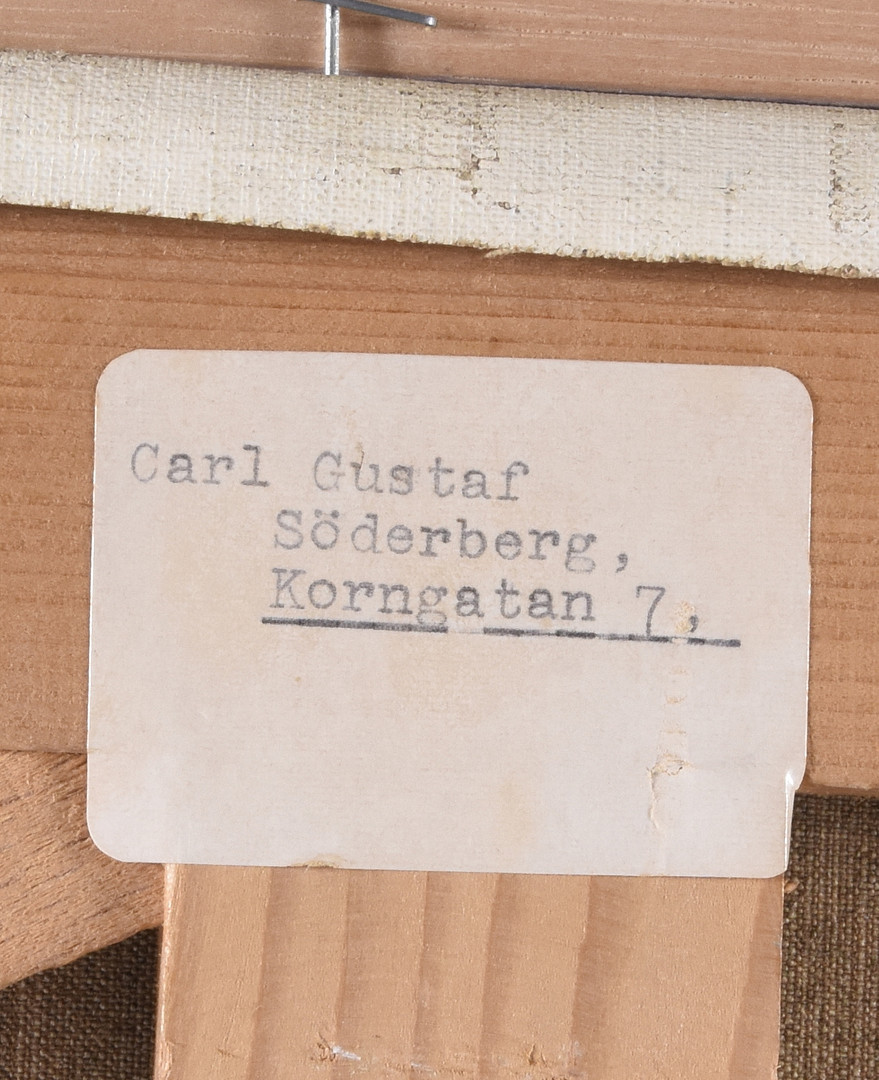 Carl Gustaf
Söderberg,
Korngatan 7,